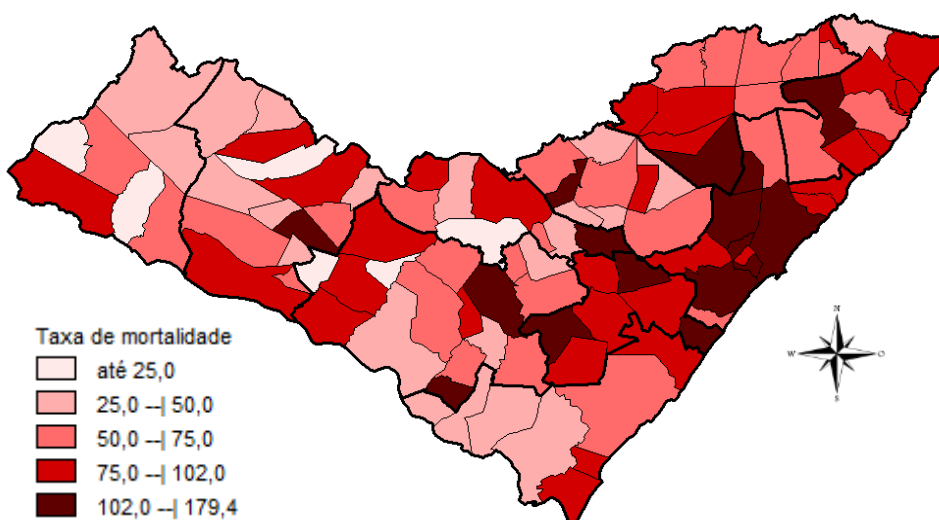 Taxa de mortalidade
até 25,0
25,0 --| 50,0
50,0 --| 75,0
75,0 --| 102,0
102,0 --| 179,4
N
W
O
S